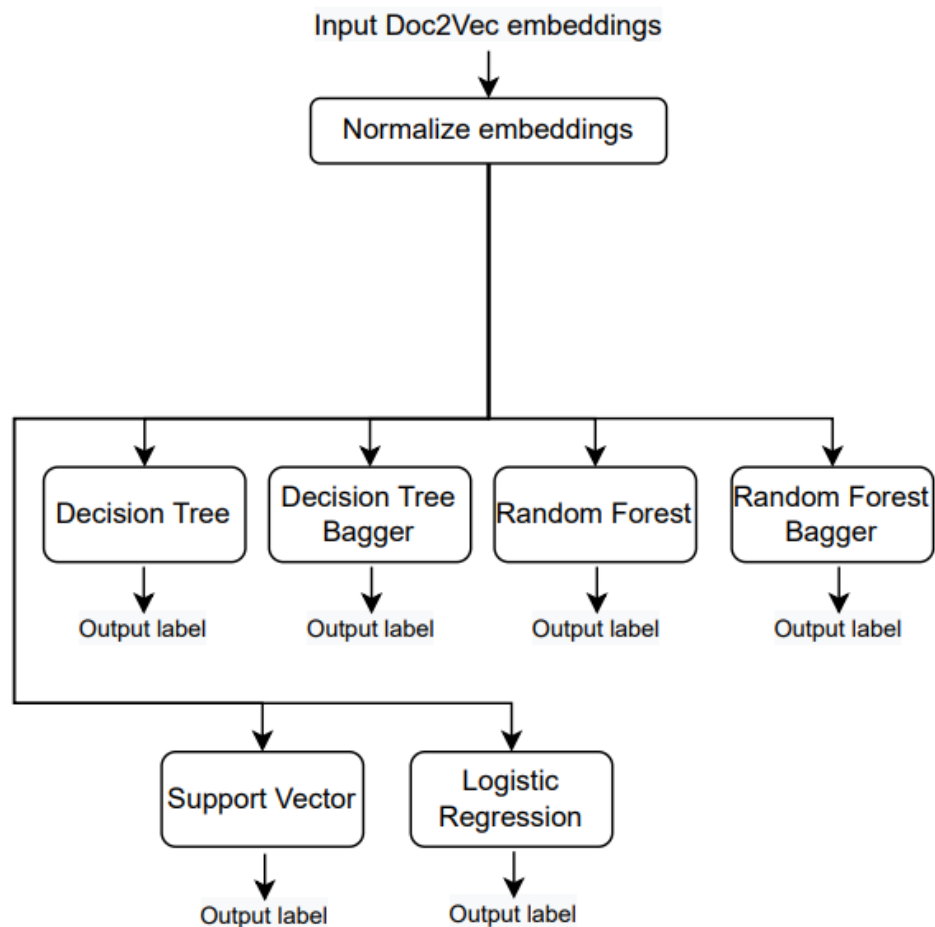 Input Doc2Vec embeddings
Normalize embeddings
Decision Tree
Decision Tree
Bagger
Random Forest
Random Forest
Bagger
Output label
Output label
Output label
Output label
Support Vector
Logistic
Regression
Output label
Output label